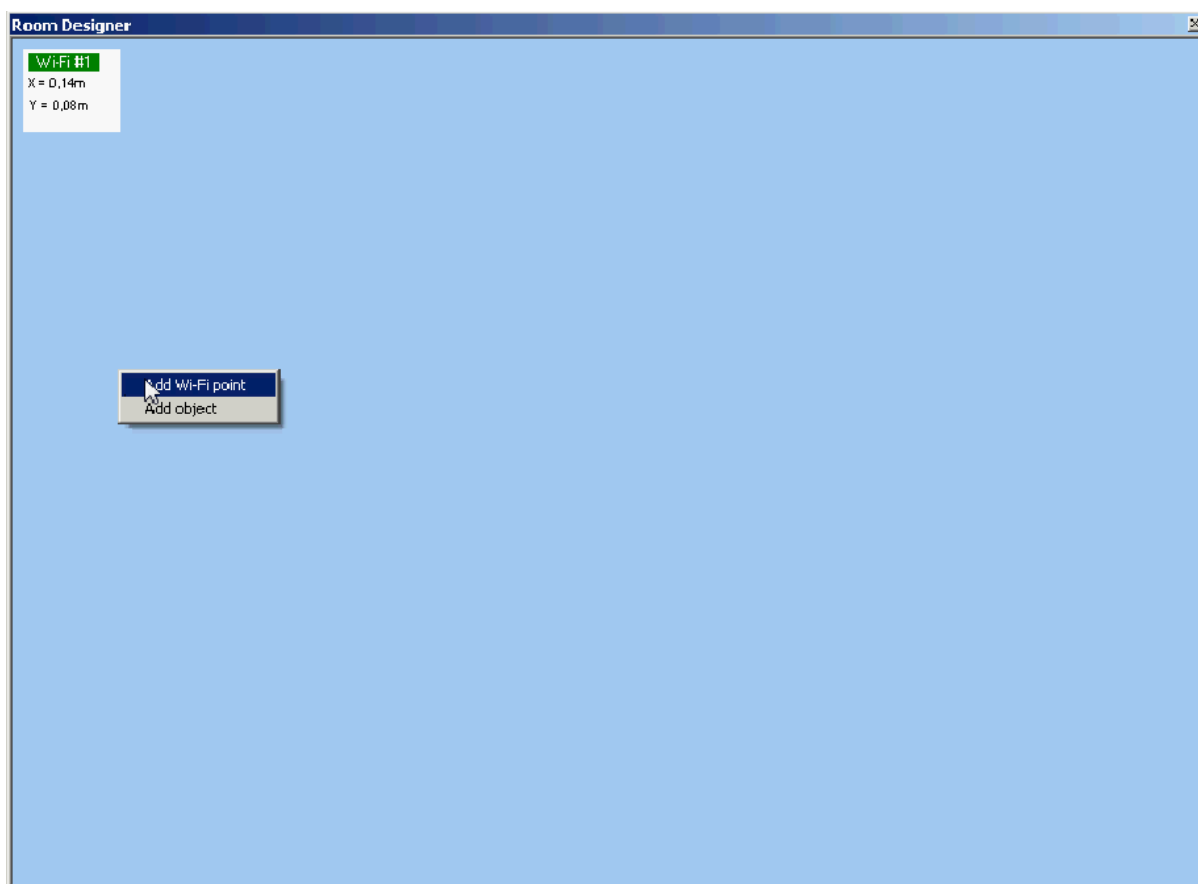 Room Designer
Wi-Fi #1
X = 0,14m
Y = 0,08m
Add Wi-Fi point
Add object